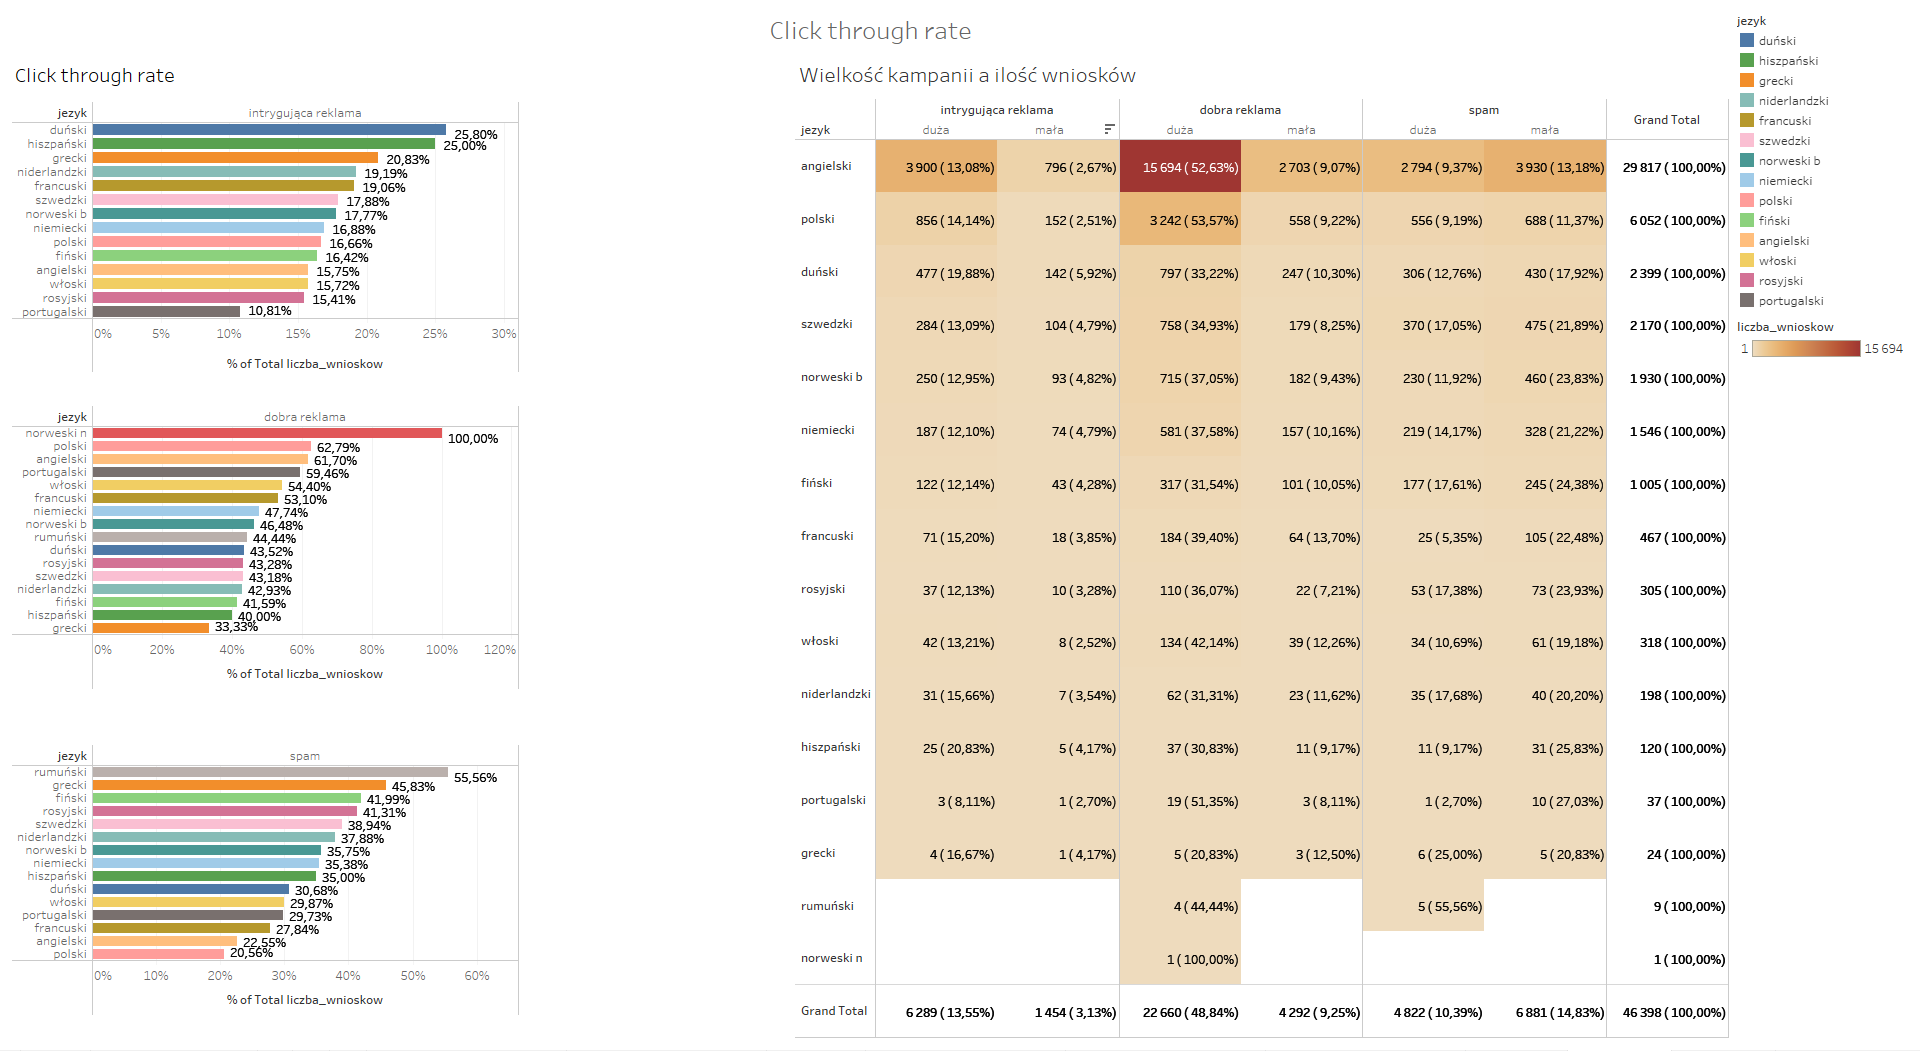 Click through rate
Click through rate
jezyk intrygująca reklama
duński 25,80%
hiszpański 25,00%
grecki 20,83%
niderlandzki 19,19%
francuski 19,06%
szwedzki 17,88%
norweski b 17,77%
niemiecki 16,88%
polski 16,66%
fiński 16,42%
angielski 15,75%
włoski 15,72%
rosyjski 15,41%
portugalski 10,81%
0% 5% 10% 15% 20% 25% 30%
% of Total liczba_wnioskow
jezyk dobra reklama
norweski n 100,00%
polski 62,79%
angielski 61,70%
portugalski 59,46%
włoski 54,40%
francuski 53,10%
niemiecki 47,74%
norweski b 46,48%
rumuński 44,44%
duński 43,52%
rosyjski 43,28%
szwedzki 43,18%
niderlandzki 42,93%
fiński 41,59%
hiszpański 40,00%
grecki 33,33%
0% 20% 40% 60% 80% 100% 120%
% of Total liczba_wnioskow
jezyk spam
rumuński 55,56%
grecki 45,83%
fiński 41,99%
rosyjski 41,31%
szwedzki 38,94%
niderlandzki 37,88%
norweski b 35,75%
niemiecki 35,38%
hiszpański 35,00%
duński 30,68%
włoski 29,87%
portugalski 29,73%
francuski 27,84%
angielski 22,55%
polski 20,56%
0% 10% 20% 30% 40% 50% 60%
% of Total liczba_wnioskow
Wielkość kampanii a ilość wniosków
intrygująca reklama dobra reklama spam
jezyk duża mała duża mała duża mała Grand Total
angielski 3 900 ( 13,08%) 796 ( 2,67%) 15 694 ( 52,63%) 2 703 ( 9,07%) 2 794 ( 9,37%) 3 930 ( 13,18%) 29 817 ( 100,00%)
polski 856 ( 14,14%) 152 ( 2,51%) 3 242 ( 53,57%) 558 ( 9,22%) 556 ( 9,19%) 688 ( 11,37%) 6 052 ( 100,00%)
duński 477 ( 19,88%) 142 ( 5,92%) 797 ( 33,22%) 247 ( 10,30%) 306 ( 12,76%) 430 ( 17,92%) 2 399 ( 100,00%)
szwedzki 284 ( 13,09%) 104 ( 4,79%) 758 ( 34,93%) 179 ( 8,25%) 370 ( 17,05%) 475 ( 21,89%) 2 170 ( 100,00%)
norweski b 250 ( 12,95%) 93 ( 4,82%) 715 ( 37,05%) 182 ( 9,43%) 230 ( 11,92%) 460 ( 23,83%) 1 930 ( 100,00%)
niemiecki 187 ( 12,10%) 74 ( 4,79%) 581 ( 37,58%) 157 ( 10,16%) 219 ( 14,17%) 328 ( 21,22%) 1 546 ( 100,00%)
fiński 122 ( 12,14%) 43 ( 4,28%) 317 ( 31,54%) 101 ( 10,05%) 177 ( 17,61%) 245 ( 24,38%) 1 005 ( 100,00%)
francuski 71 ( 15,20%) 18 ( 3,85%) 184 ( 39,40%) 64 ( 13,70%) 25 ( 5,35%) 105 ( 22,48%) 467 ( 100,00%)
rosyjski 37 ( 12,13%) 10 ( 3,28%) 110 ( 36,07%) 22 ( 7,21%) 53 ( 17,38%) 73 ( 23,93%) 305 ( 100,00%)
włoski 42 ( 13,21%) 8 ( 2,52%) 134 ( 42,14%) 39 ( 12,26%) 34 ( 10,69%) 61 ( 19,18%) 318 ( 100,00%)
niderlandzki 31 ( 15,66%) 7 ( 3,54%) 62 ( 31,31%) 23 ( 11,62%) 35 ( 17,68%) 40 ( 20,20%) 198 ( 100,00%)
hiszpański 25 ( 20,83%) 5 ( 4,17%) 37 ( 30,83%) 11 ( 9,17%) 11 ( 9,17%) 31 ( 25,83%) 120 ( 100,00%)
portugalski 3 ( 8,11%) 1 ( 2,70%) 19 ( 51,35%) 3 ( 8,11%) 1 ( 2,70%) 10 ( 27,03%) 37 ( 100,00%)
grecki 4 ( 16,67%) 1 ( 4,17%) 5 ( 20,83%) 3 ( 12,50%) 6 ( 25,00%) 5 ( 20,83%) 24 ( 100,00%)
rumuński 4 ( 44,44%) 5 ( 55,56%) 9 ( 100,00%)
norweski n 1 ( 100,00%) 1 ( 100,00%)
Grand Total 6 289 ( 13,55%) 1 454 ( 3,13%) 22 660 ( 48,84%) 4 292 ( 9,25%) 4 822 ( 10,39%) 6 881 ( 14,83%) 46 398 ( 100,00%)
jezyk
duński
hiszpański
grecki
niderlandzki
francuski
szwedzki
norweski b
niemiecki
polski
fiński
angielski
włoski
rosyjski
portugalski
liczba_wnioskow
1 15 694